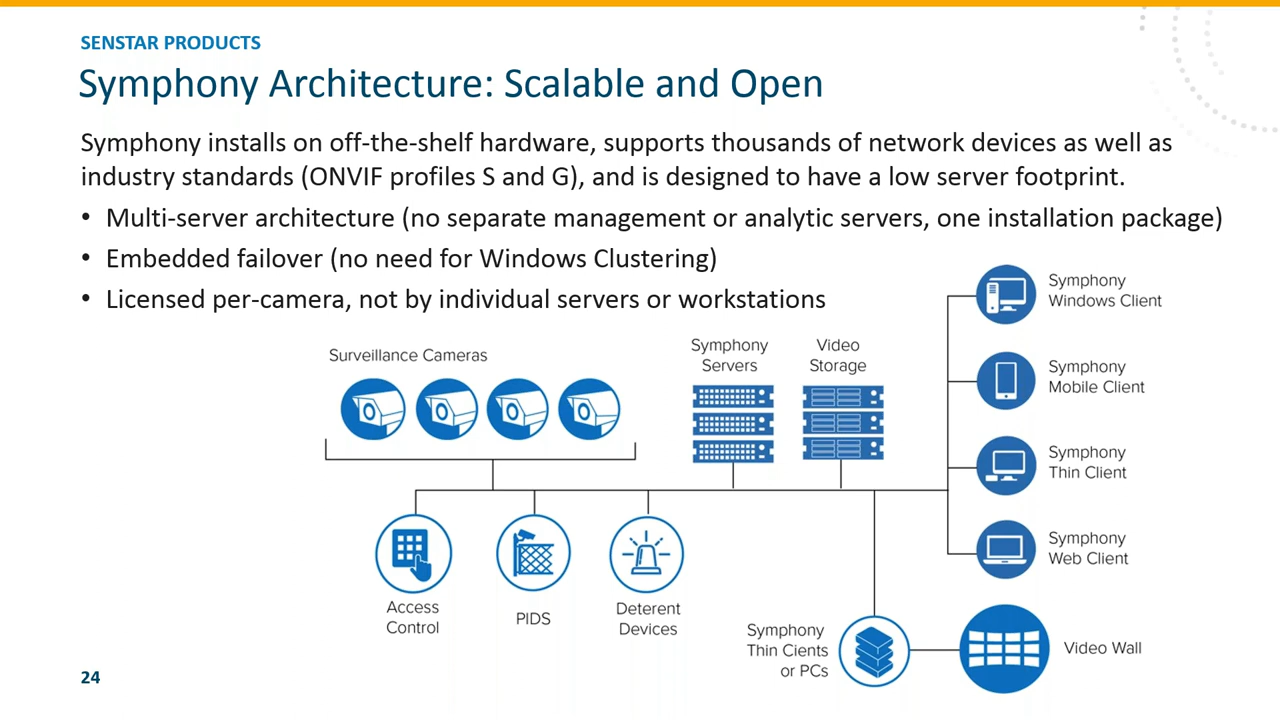 SENSTAR PRODUCTS
Symphony Architecture: Scalable and Open
Symphony installs on off-the-shelf hardware, supports thousands of network devices as well as
industry standards (ONVIF profiles S and G), and is designed to have a low server footprint.
• Multi-server architecture (no separate management or analytic servers, one installation package)
• Embedded failover (no need for Windows Clustering)
• Licensed per-camera, not by individual servers or workstations
Surveillance Cameras
Symphony
Servers
Video
Storage
Symphony
Windows Client
Symphony
Mobile Client
Symphony
Thin Client
Symphony
Web Client
Access
Control
PIDS
Deterent
Devices
Symphony
Thin Cients
or PCs
Video Wall
24